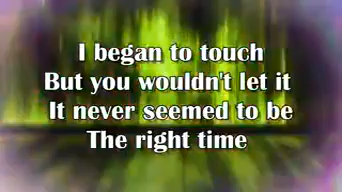 I began to touch
But you wouldn't let it
It never seemed to be
The right time